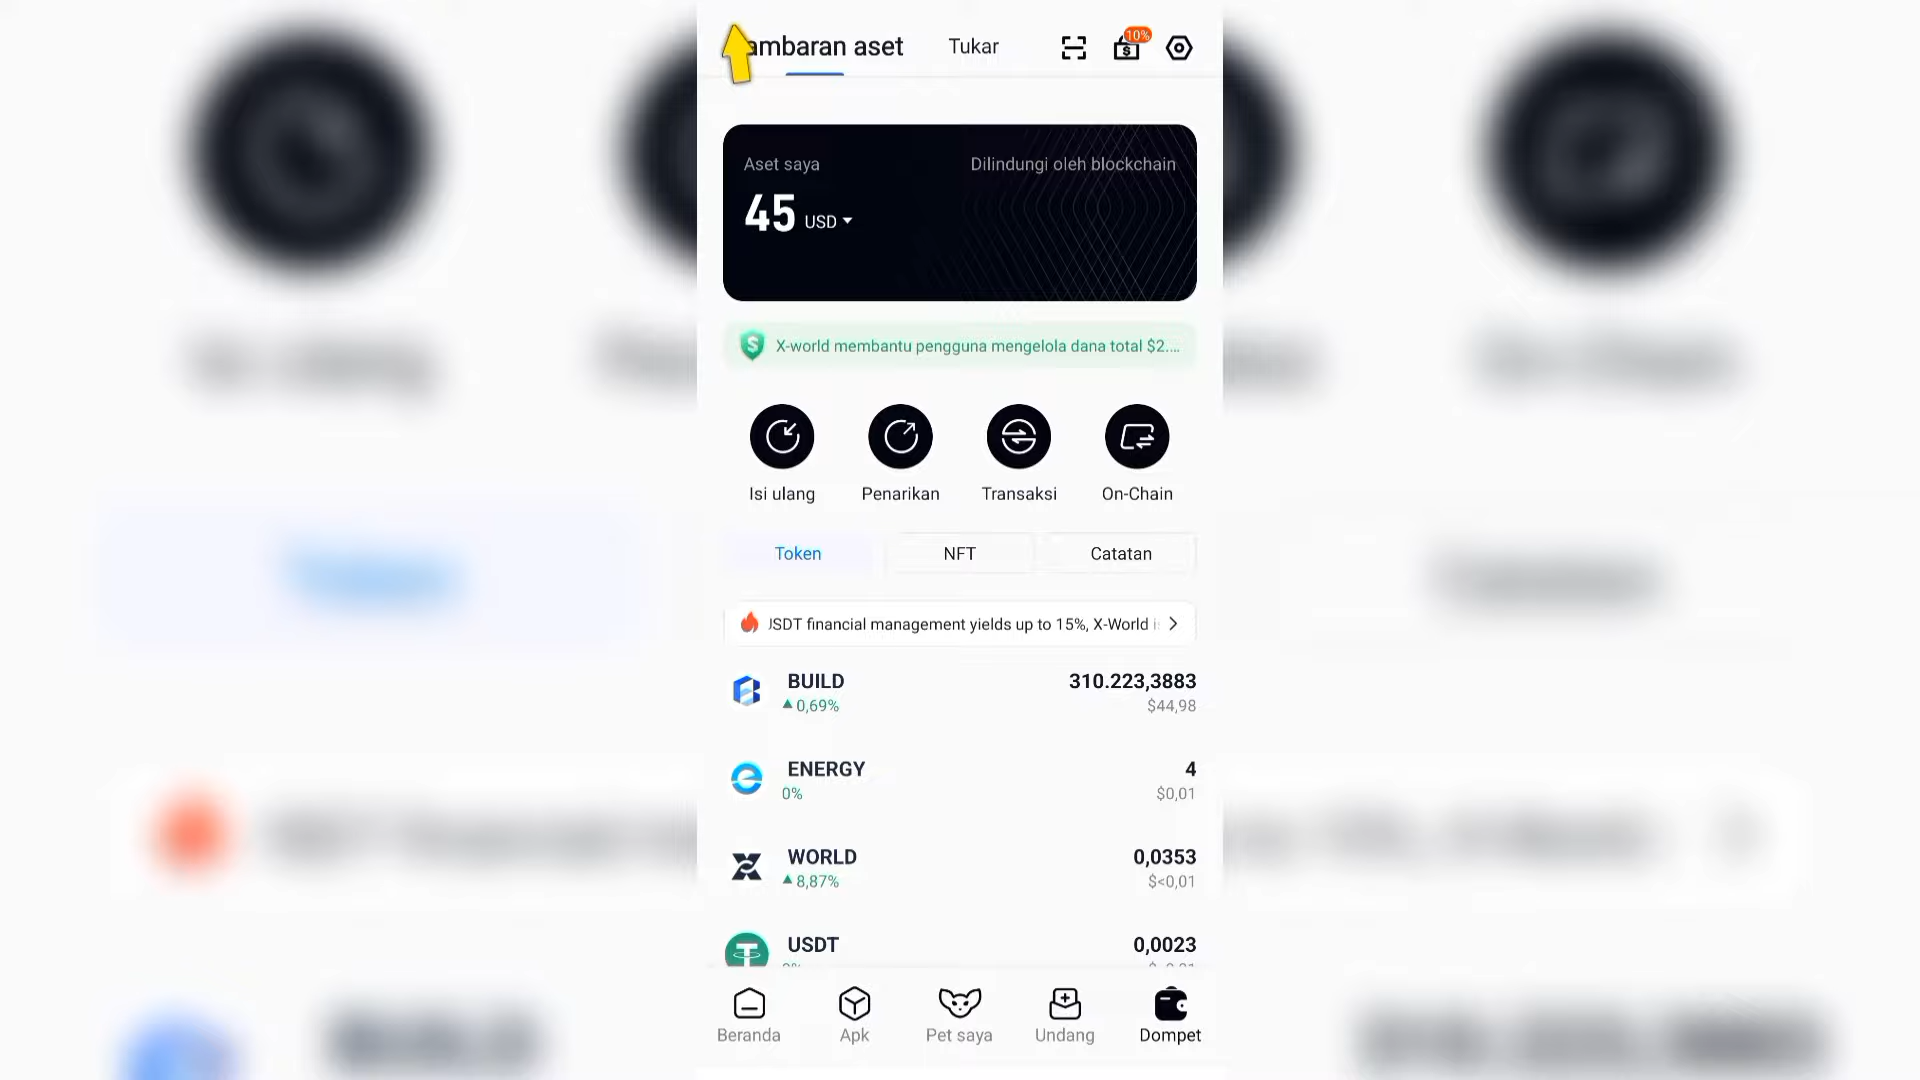 ambaran aset
Tukar
10%
Aset saya
Dilindungi oleh blockchain
45 USD
X-world membantu pengguna mengelola dana total $2....
Isi ulang
Penarikan
Transaksi
On-Chain
Token
NFT
Catatan
USDT financial management yields up to 15%, X-World
BUILD
310.223,3883
0,69%
$44,98
ENERGY
4
0%
$0,01
WORLD
0,0353
8,87%
$<0,01
USDT
0,0023
Beranda
Apk
Pet saya
Undang
Dompet